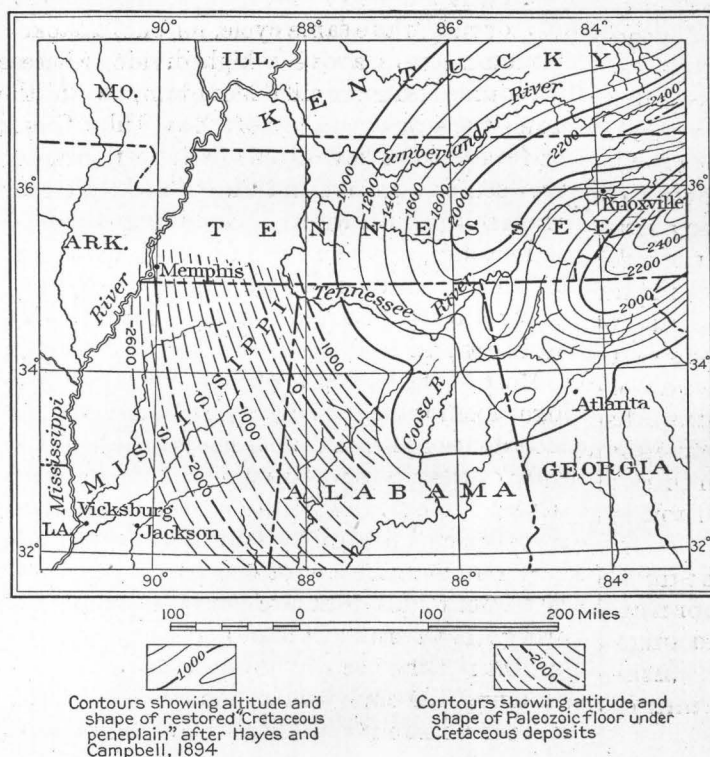 90°
88°
86°
84°
ILL.
MO.
KENTUCKY
River
Cumberland
2400
2200
36°
36°
1000
1200
1400
1600
1800
2000
Knoxville
ARK.
TENNESSEE
2400
2200
2000
Memphis
Tennessee
River
River
2600
1000
34°
34°
0
MISSISSIPPI
1000
Coosa R
Atlanta
Mississippi
2000
GEORGIA
ALABAMA
Vicksburg
LA.
Jackson
32°
32°
90°
88°
86°
84°
100 0 100 200 Miles
1000
2000
Contours showing altitude and
shape of restored "Cretaceous
peneplain" after Hayes and
Campbell, 1894
Contours showing altitude and
shape of Paleozoic floor under
Cretaceous deposits